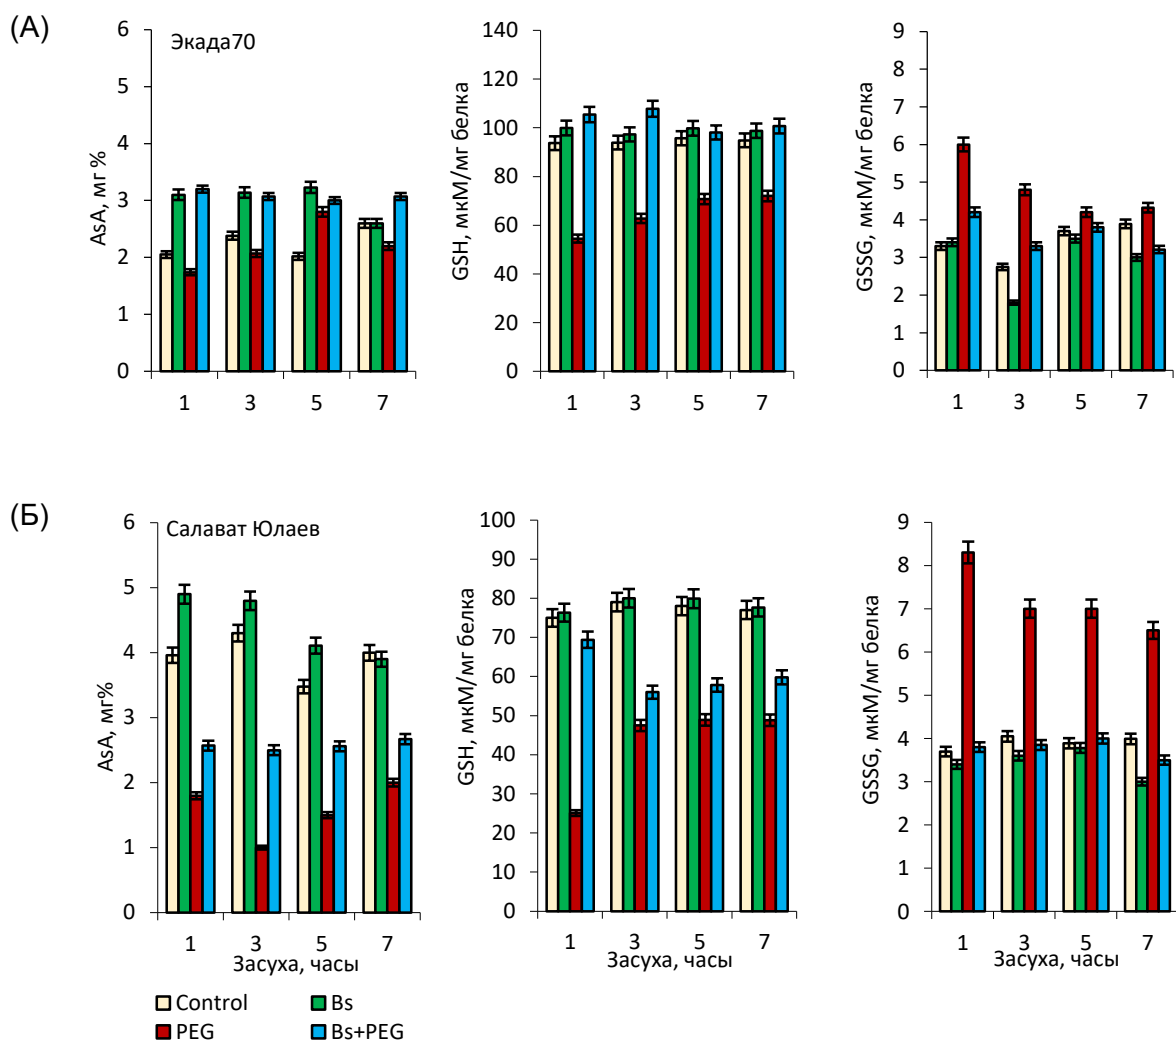 (А)
Экада70
AsA, мг %
6
5
4
3
2
1
0
1 3 5 7
GSH, мкМ/мг белка
140
120
100
80
60
40
20
0
1 3 5 7
GSSG, мкМ/мг белка
9
8
7
6
5
4
3
2
1
0
1 3 5 7
(Б)
Салават Юлаев
AsA, мг%
6
5
4
3
2
1
0
1 3 5 7
Засуха, часы
GSH, мкМ/мг белка
100
90
80
70
60
50
40
30
20
10
0
1 3 5 7
Засуха, часы
GSSG, мкМ/мг белка
9
8
7
6
5
4
3
2
1
0
1 3 5 7
Засуха, часы
Control Bs
PEG Bs+PEG